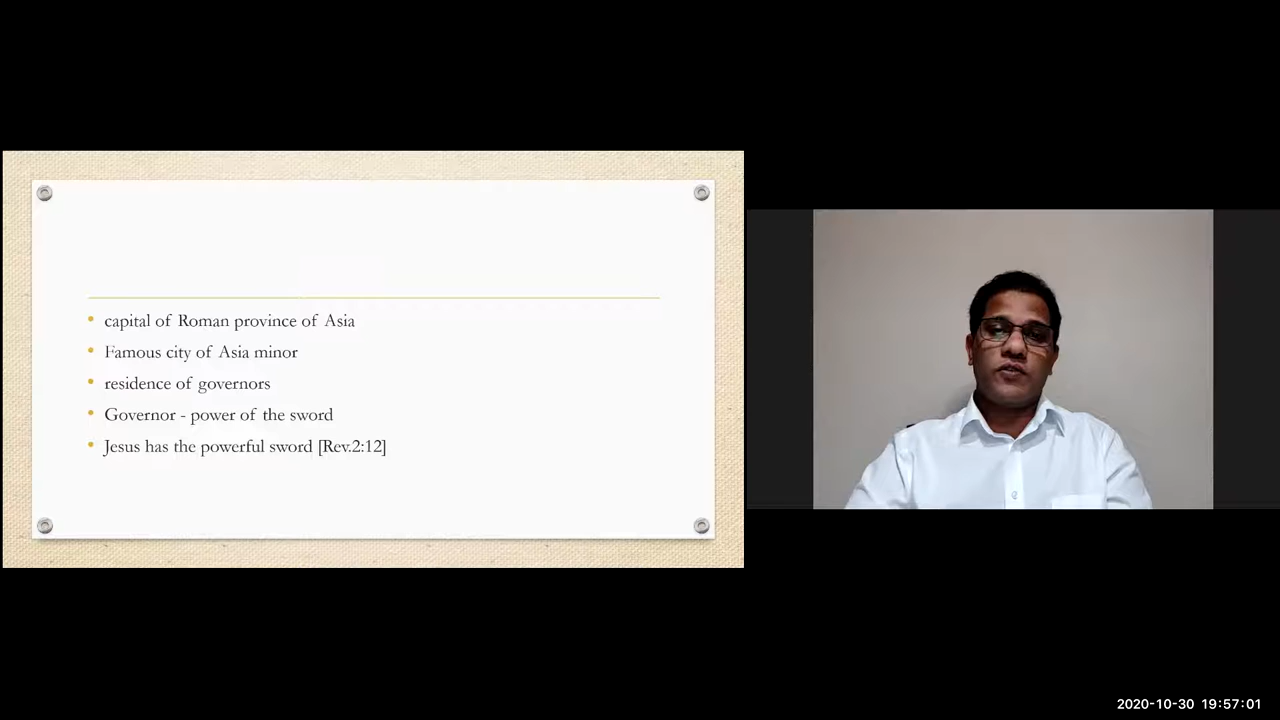 capital of Roman province of Asia
Famous city of Asia minor
residence of governors
Governor - power of the sword
Jesus has the powerful sword [Rev.2:12]
2020-10-30 19:57:01